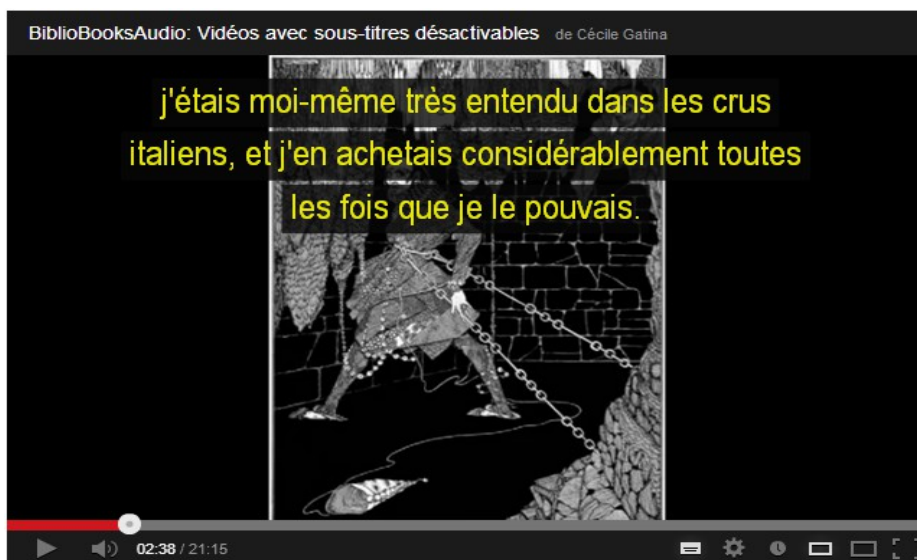 BiblioBooksAudio: Vidéos avec sous-titres désactivables de Cécile Gatina
j'étais moi-même très entendu dans les crus
italiens, et j'en achetais considérablement toutes
les fois que je le pouvais.
02:38 / 21:15